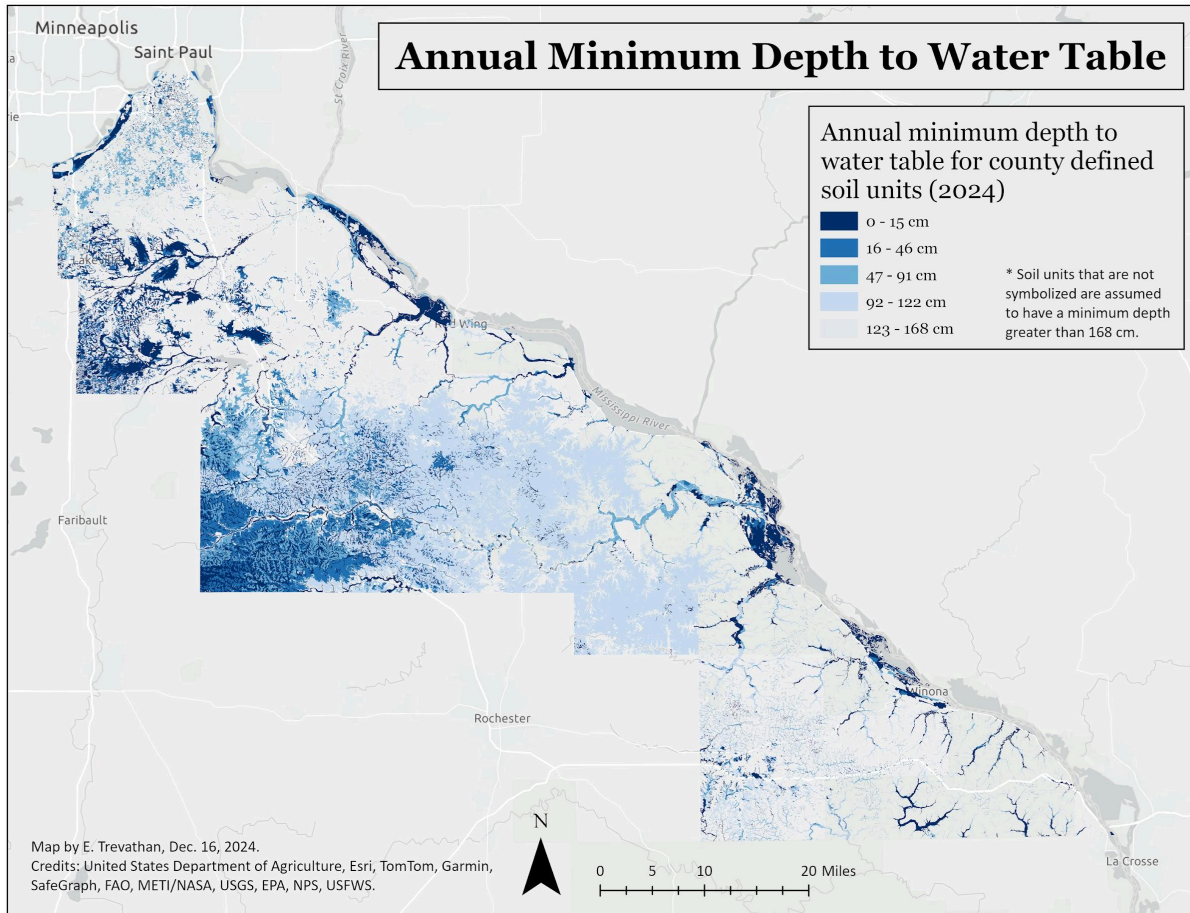 Minneapolis
Saint Paul
St Croix River
Annual Minimum Depth to Water Table
Annual minimum depth to
water table for county defined
soil units (2024)
0 - 15 cm
16 - 46 cm
47 - 91 cm
92 - 122 cm
123 - 168 cm
* Soil units that are not
symbolized are assumed
to have a minimum depth
greater than 168 cm.
a
rie
Lakeville
d Wing
Mississippi River
Faribault
Winona
Rochester
La Crosse
N
0 5 10 20 Miles
Map by E. Trevathan, Dec. 16, 2024.
Credits: United States Department of Agriculture, Esri, TomTom, Garmin,
SafeGraph, FAO, METI/NASA, USGS, EPA, NPS, USFWS.